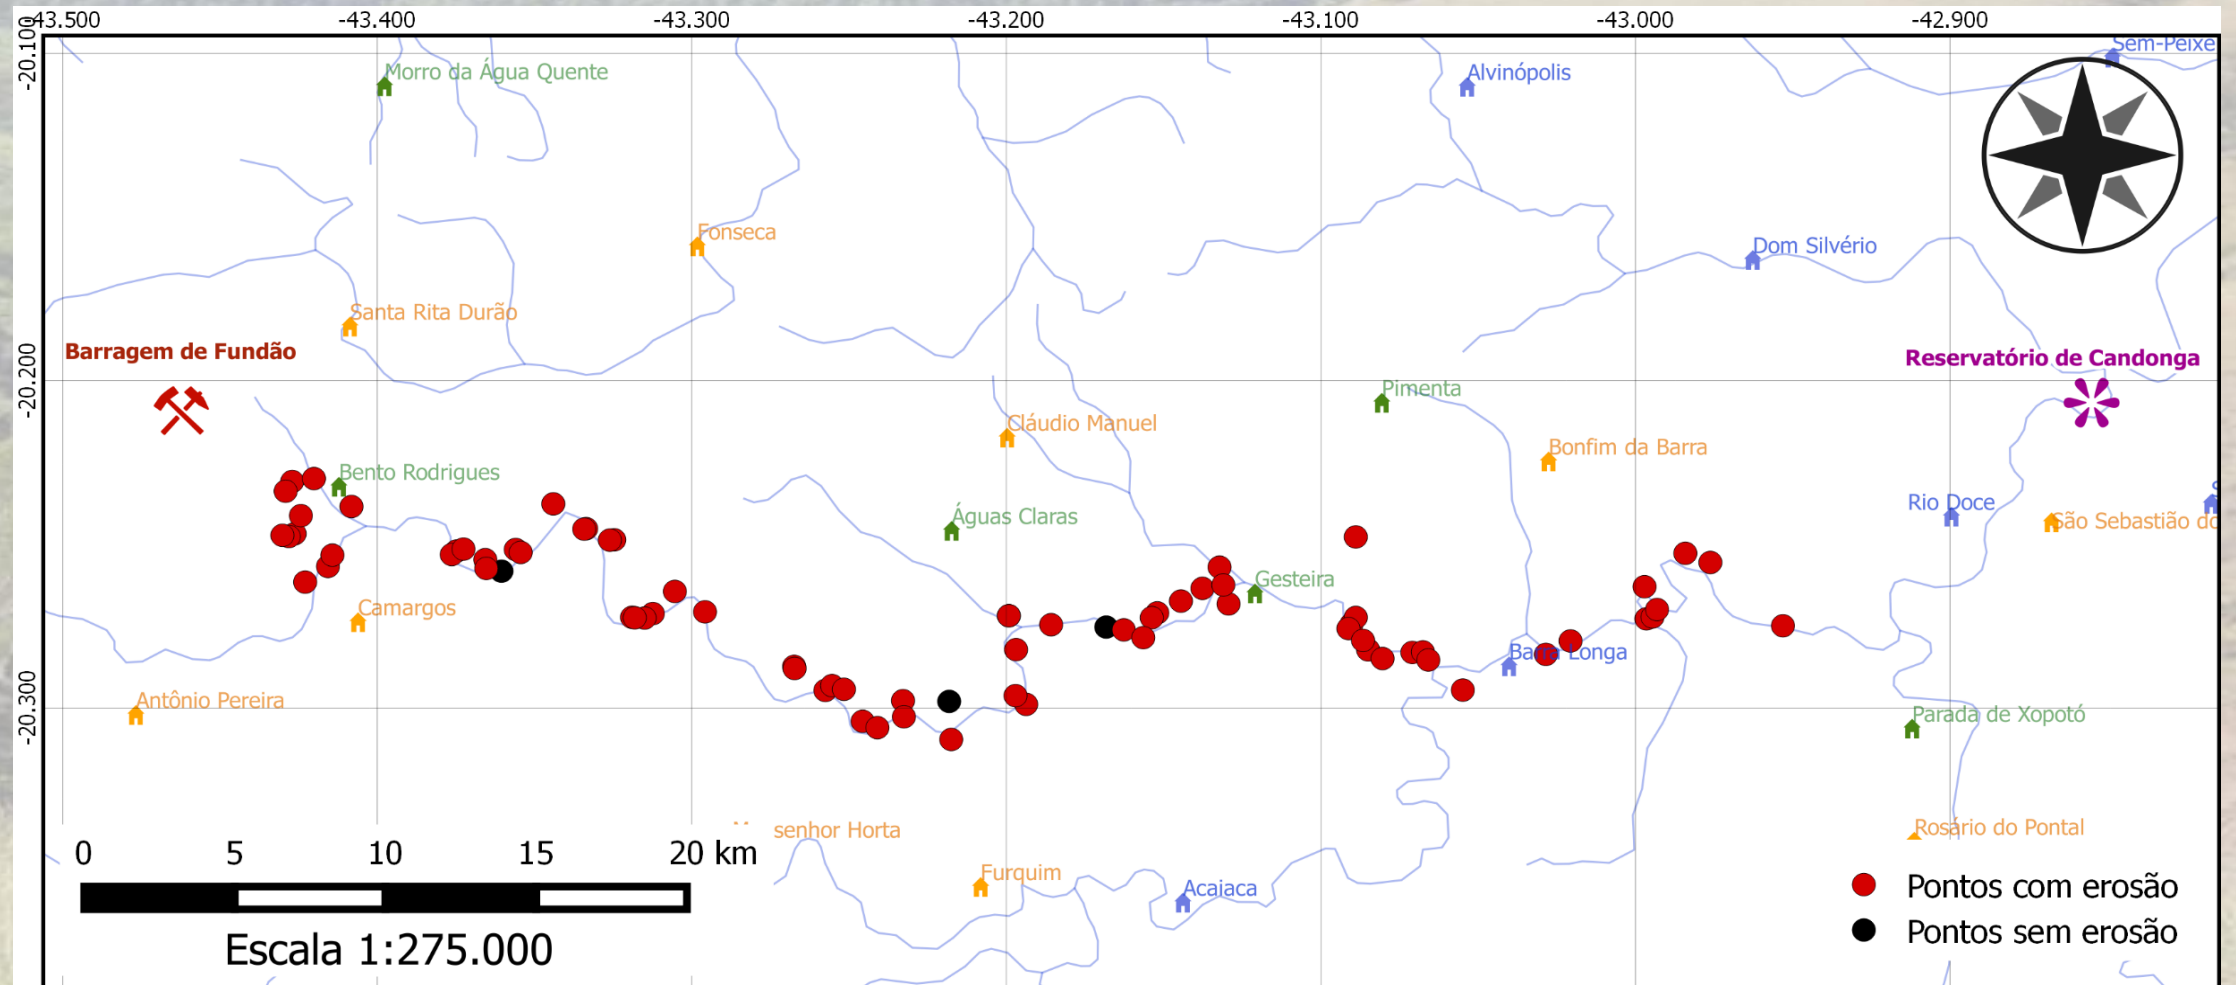 -43.500 -43.400 -43.300 -43.200 -43.100 -43.000 -42.900
-20.100
Sem-Peixe
Morro da Água Quente
Alvinópolis
Fonseca
Dom Silvério
Santa Rita Durão
Barragem de Fundão
Reservatório de Candonga
-20.200
Pimenta
Cláudio Manuel
Bonfim da Barra
Bento Rodrigues
Rio Doce
Águas Claras
São Sebastião do
Gesteira
Camargos
Barra Longa
-20.300
Antônio Pereira
Parada de Xopotó
senhor Horta
Rosário do Pontal
0 5 10 15 20 km
Furquim
Acaiaca
Pontos com erosão
Pontos sem erosão
Escala 1:275.000